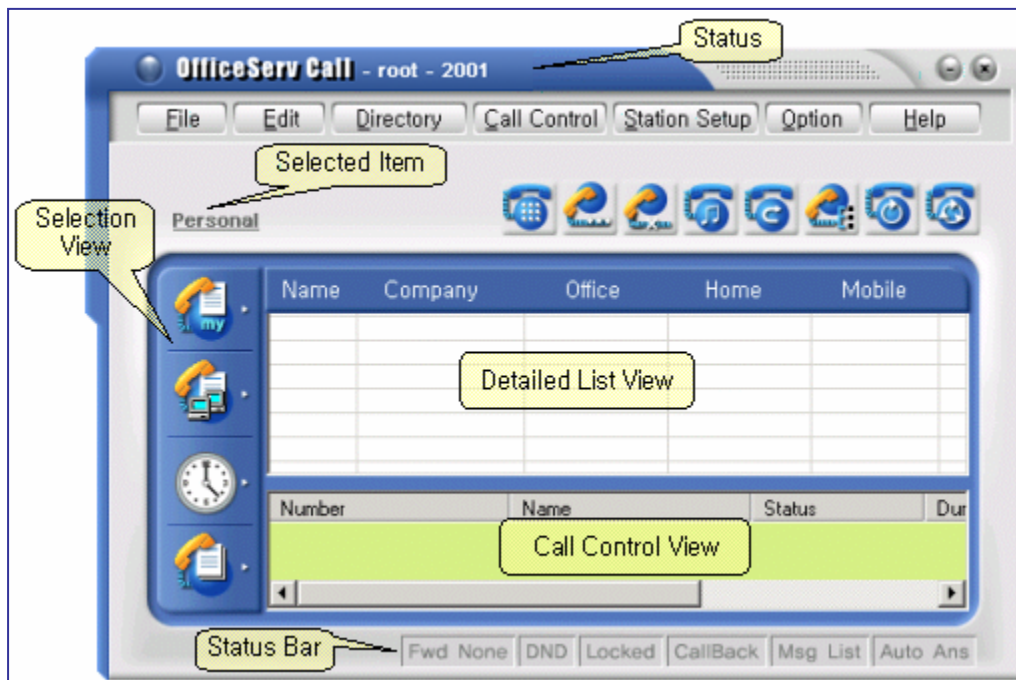 Status
OfficeServ Call - root - 2001
File Edit Directory Call Control Station Setup Option Help
Selected Item
Selection View
Personal
my
Name Company Office Home Mobile
Detailed List View
Number Name Status Dur
Call Control View
Status Bar
Fwd None DND Locked CallBack Msg List Auto Ans